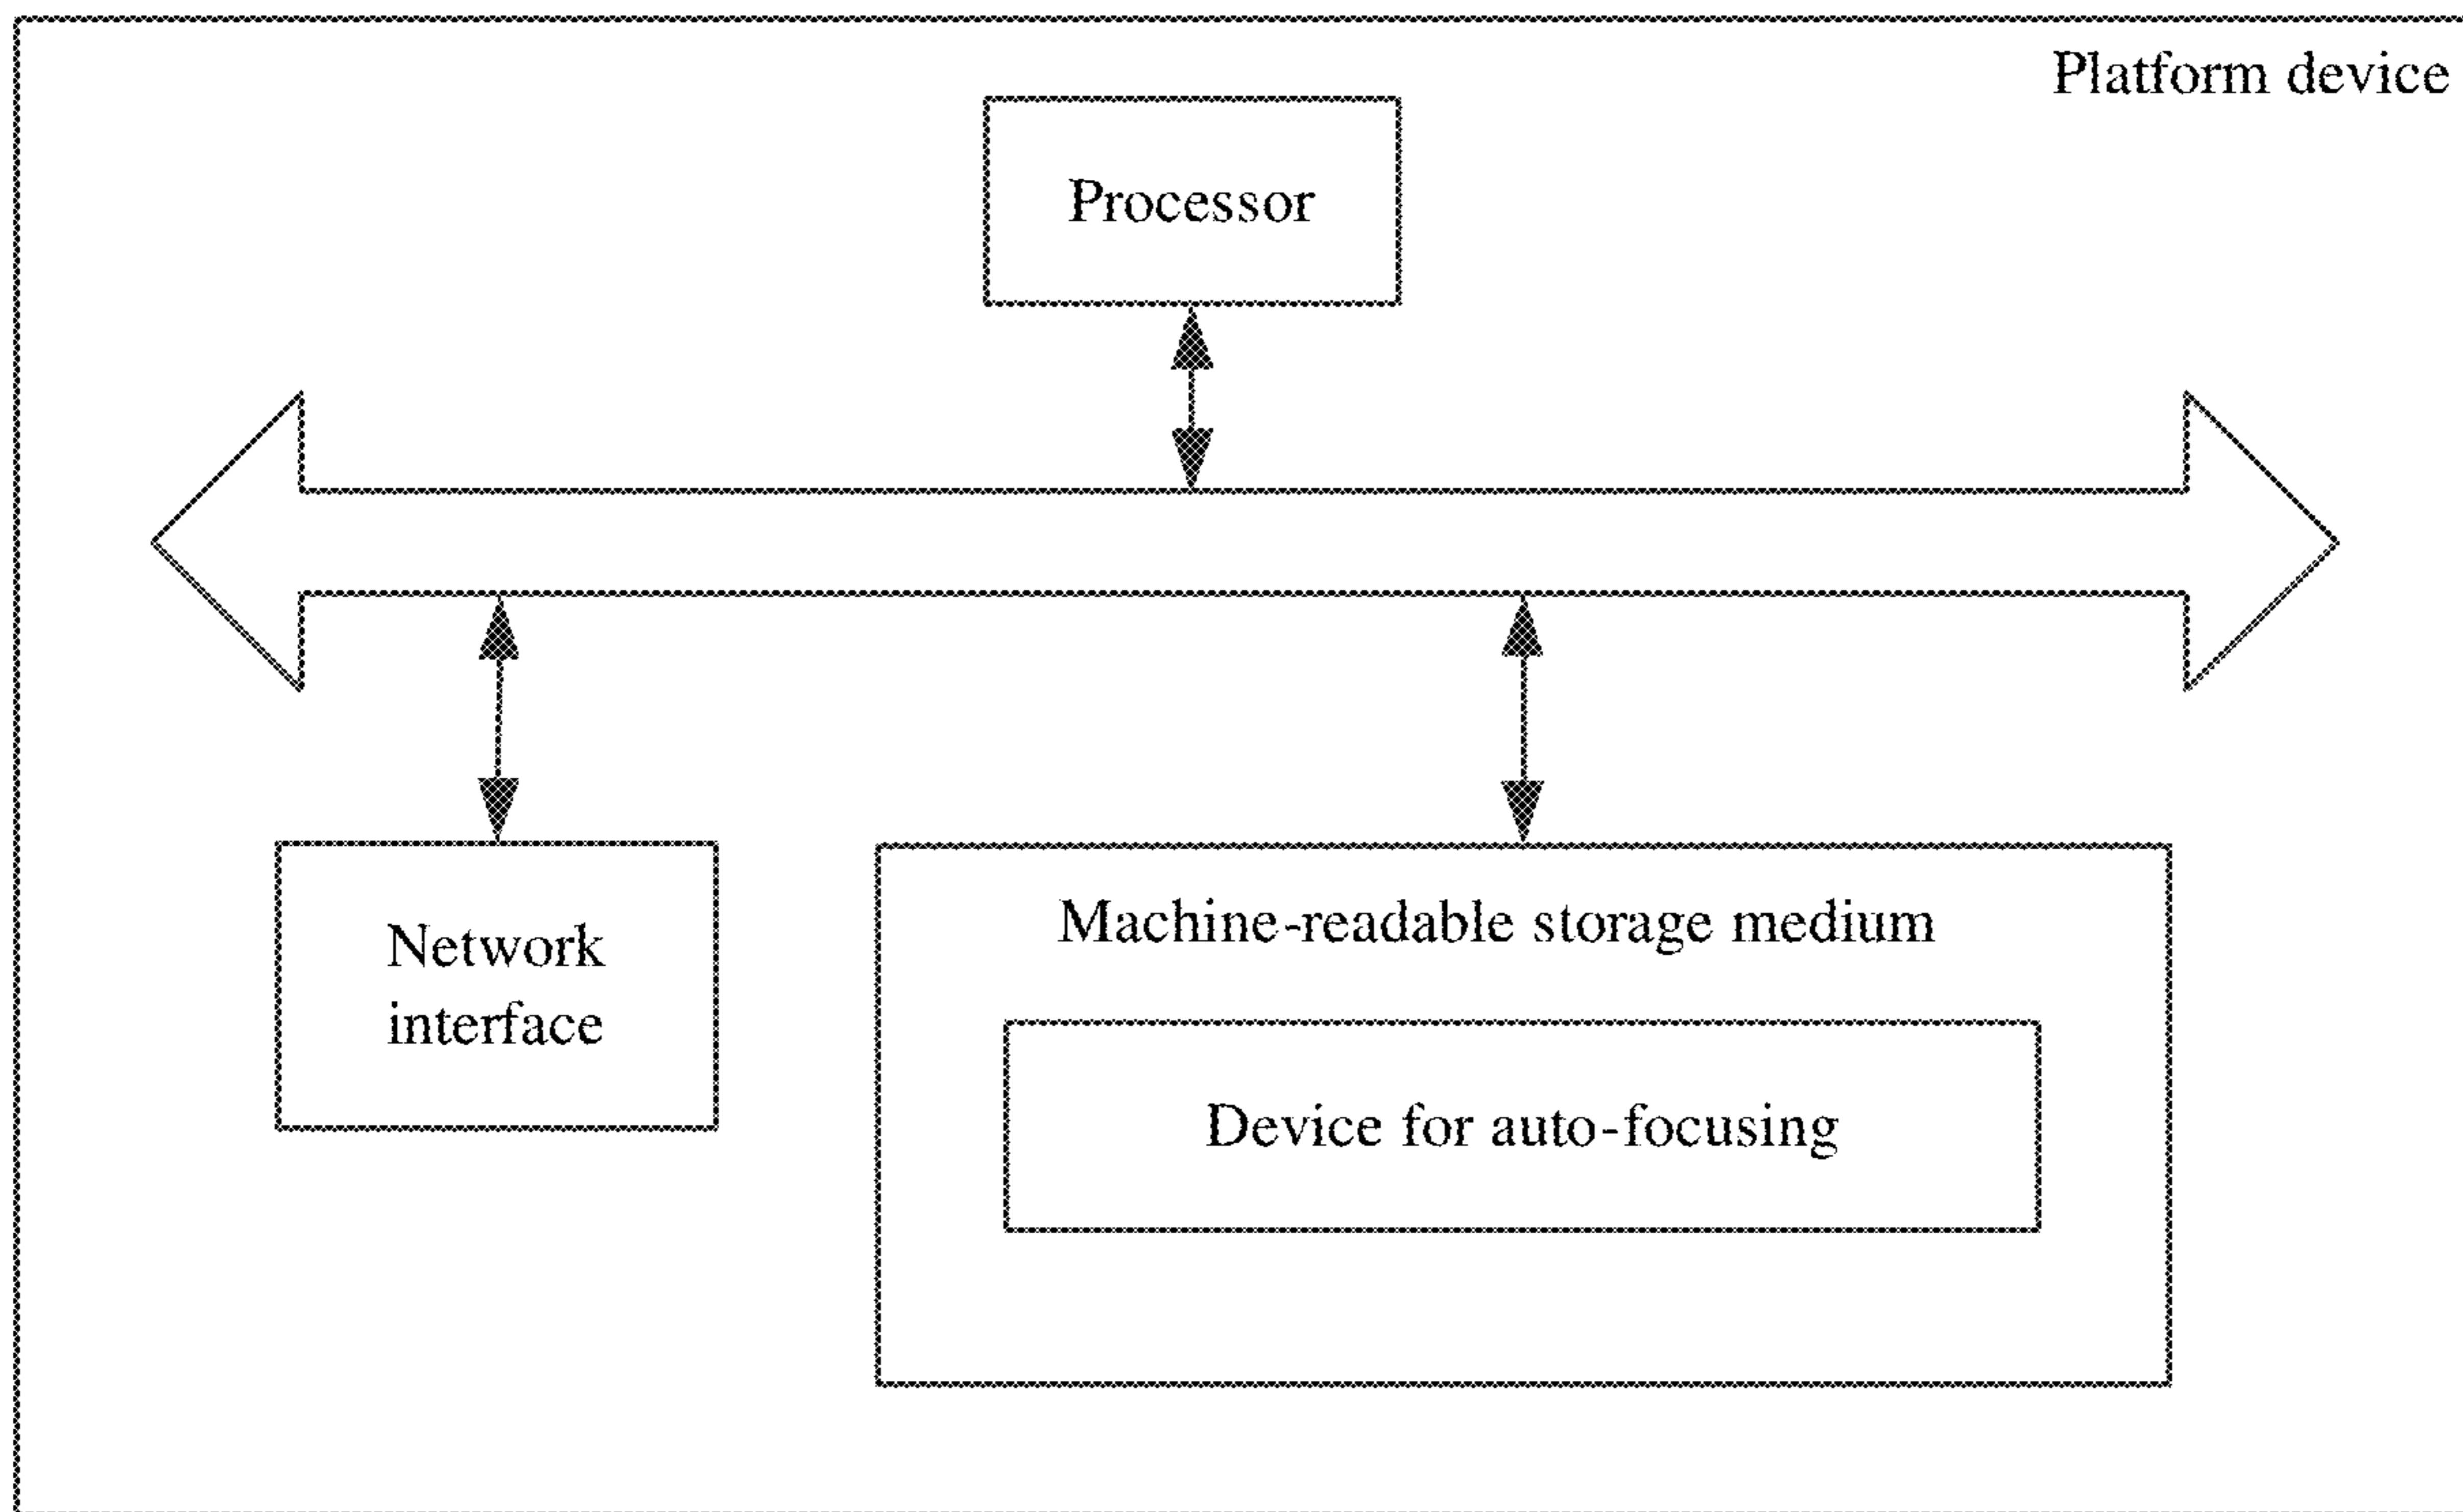 Platform device
Processor
Network
interface
Machine-readable storage medium
Device for auto-focusing